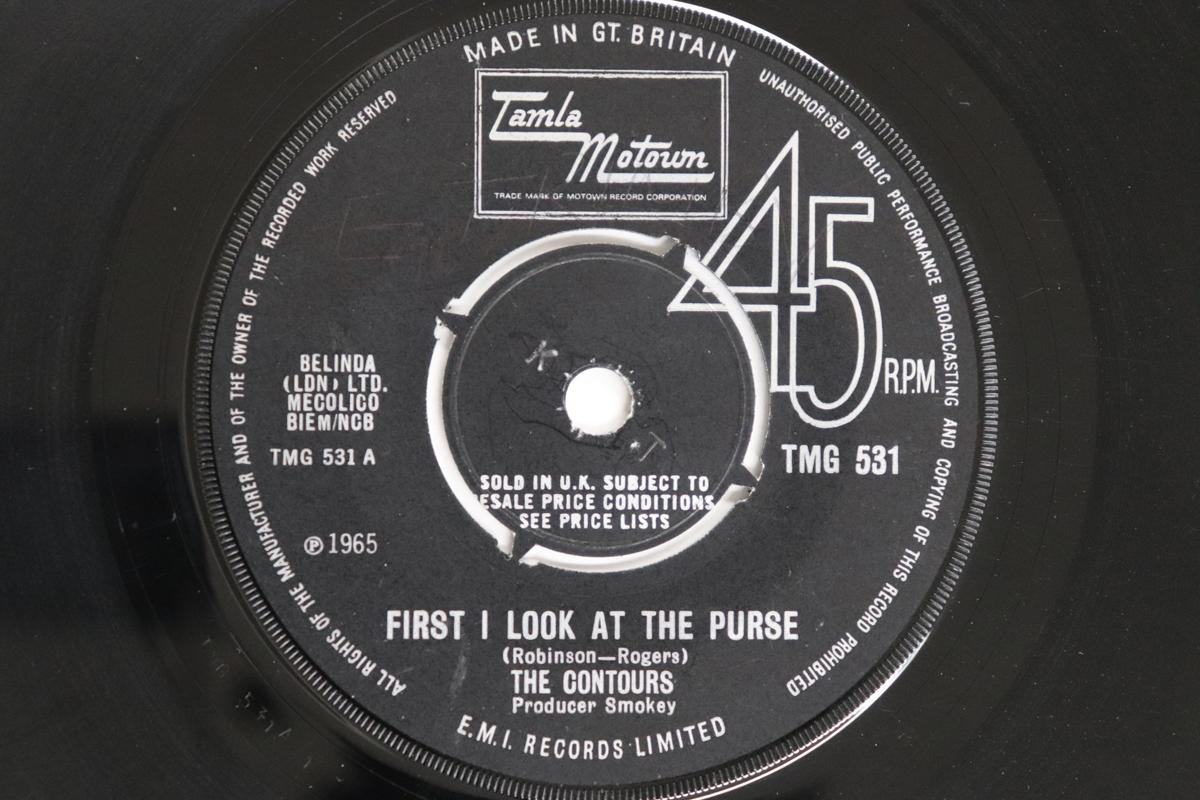 MADE IN GT. BRITAIN
UNAUTHORISED PUBLIC PERFORMANCE BROADCASTING AND COPYING OF THIS RECORD PROHIBITED
ALL RIGHTS OF THE MANUFACTURER AND OF THE OWNER OF THE RECORDED WORK RESERVED
Tamla
Motown
TRADE MARK OF MOTOWN RECORD CORPORATION
45
R.P.M.
BELINDA
(LDN) LTD.
MECOLICO
BIEM/NCB
TMG 531 A
TMG 531
K
T
SOLD IN U.K. SUBJECT TO
ESALE PRICE CONDITIONS
SEE PRICE LISTS
℗ 1965
FIRST I LOOK AT THE PURSE
(Robinson—Rogers)
THE CONTOURS
Producer Smokey
E.M.I. RECORDS LIMITED